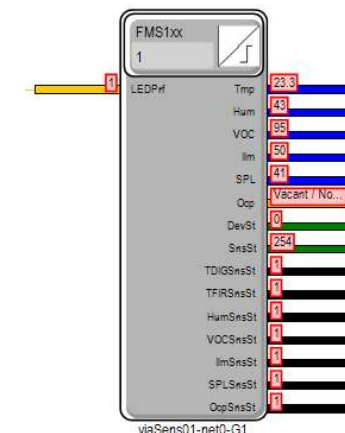 FMS1xx
1
1 LEDPrf
Tmp 23.3
Hum 43
VOC 95
Ilm 50
SPL 41
Ocp Vacant / No...
DevSt 0
SnsSt 254
TDIGSnsSt 1
TFIRSnsSt 1
HumSnsSt 1
VOCSnsSt 1
IlmSnsSt 1
SPLSnsSt 1
OcpSnsSt 1
viaSens01-net0-G1